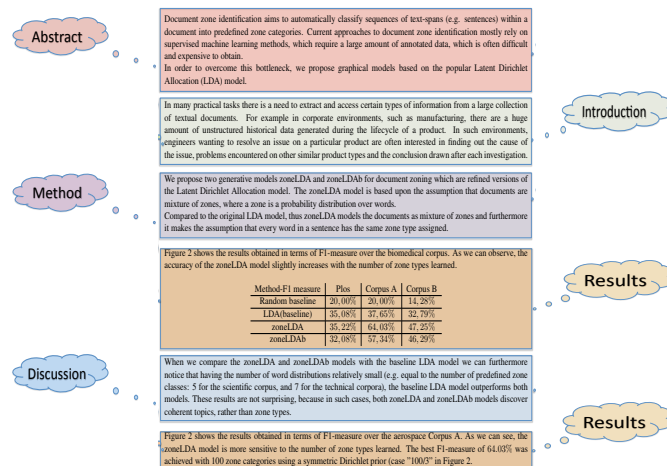 Abstract
Document zone identification aims to automatically classify sequences of text-spans (e.g. sentences) within a
document into predefined zone categories. Current approaches to document zone identification mostly rely on
supervised machine learning methods, which require a large amount of annotated data, which is often difficult
and expensive to obtain.
In order to overcome this bottleneck, we propose graphical models based on the popular Latent Dirichlet
Allocation (LDA) model.
Introduction
In many practical tasks there is a need to extract and access certain types of information from a large collection
of textual documents. For example in corporate environments, such as manufacturing, there are a huge
amount of unstructured historical data generated during the lifecycle of a product. In such environments,
engineers wanting to resolve an issue on a particular product are often interested in finding out the cause of
the issue, problems encountered on other similar product types and the conclusion drawn after each investigation.
Method
We propose two generative models zoneLDA and zoneLDAb for document zoning which are refined versions of
the Latent Dirichlet Allocation model. The zoneLDA model is based upon the assumption that documents are
mixture of zones, where a zone is a probability distribution over words.
Compared to the original LDA model, thus zoneLDA models the documents as mixture of zones and furthermore
it makes the assumption that every word in a sentence has the same zone type assigned.
Results
Figure 2 shows the results obtained in terms of F1-measure over the biomedical corpus. As we can observe, the
accuracy of the zoneLDA model slightly increases with the number of zone types learned.
Method-F1 measure Plos Corpus A Corpus B
Random baseline 20,00% 20,00% 14,28%
LDA(baseline) 35,08% 37,65% 32,79%
zoneLDA 35,22% 64,03% 47,25%
zoneLDAb 32,08% 57,34% 46,29%
Discussion
When we compare the zoneLDA and zoneLDAb models with the baseline LDA model we can furthermore
notice that having the number of word distributions relatively small (e.g. equal to the number of predefined zone
classes: 5 for the scientific corpus, and 7 for the technical corpora), the baseline LDA model outperforms both
models. These results are not surprising, because in such cases, both zoneLDA and zoneLDAb models discover
coherent topics, rather than zone types.
Results
Figure 2 shows the results obtained in terms of F1-measure over the aerospace Corpus A. As we can see, the
zoneLDA model is more sensitive to the number of zone types learned. The best F1-measure of 64.03% was
achieved with 100 zone categories using a symmetric Dirichlet prior (case "100/3" in Figure 2.